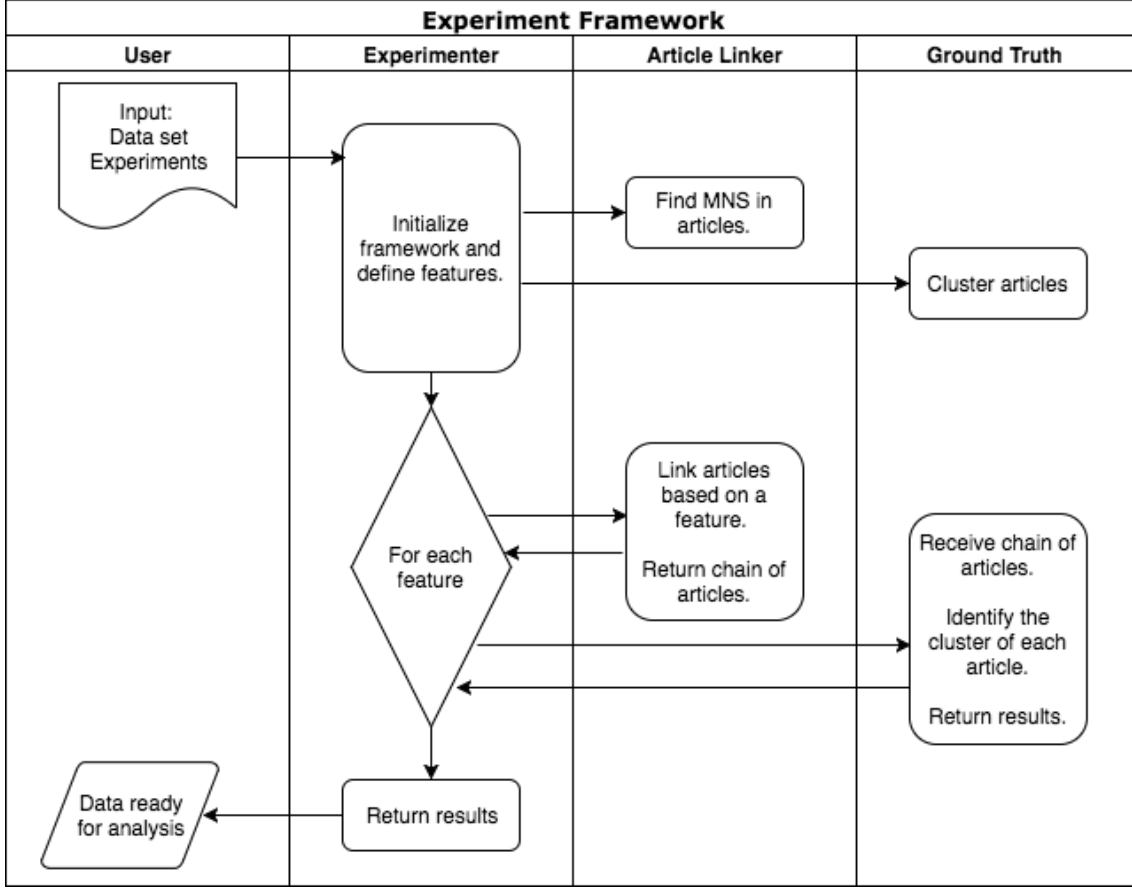 Experiment Framework
User
Experimenter
Article Linker
Ground Truth
Input:
Data set
Experiments
Initialize
framework and
define features.
Find MNS in
articles.
Cluster articles
For each
feature
Link articles
based on a
feature.
Return chain of
articles.
Receive chain of
articles.
Identify the
cluster of each
article.
Return results.
Return results
Data ready
for analysis